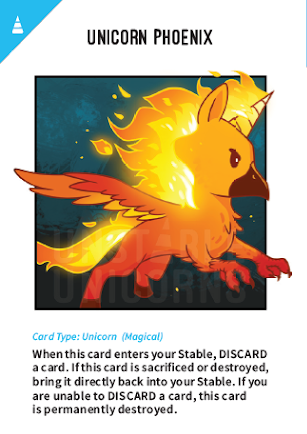 UNICORN PHOENIX
UNSTABLE
UNICORNS
Card Type: Unicorn (Magical)
When this card enters your Stable, DISCARD
a card. If this card is sacrificed or destroyed,
bring it directly back into your Stable. If you
are unable to DISCARD a card, this card
is permanently destroyed.